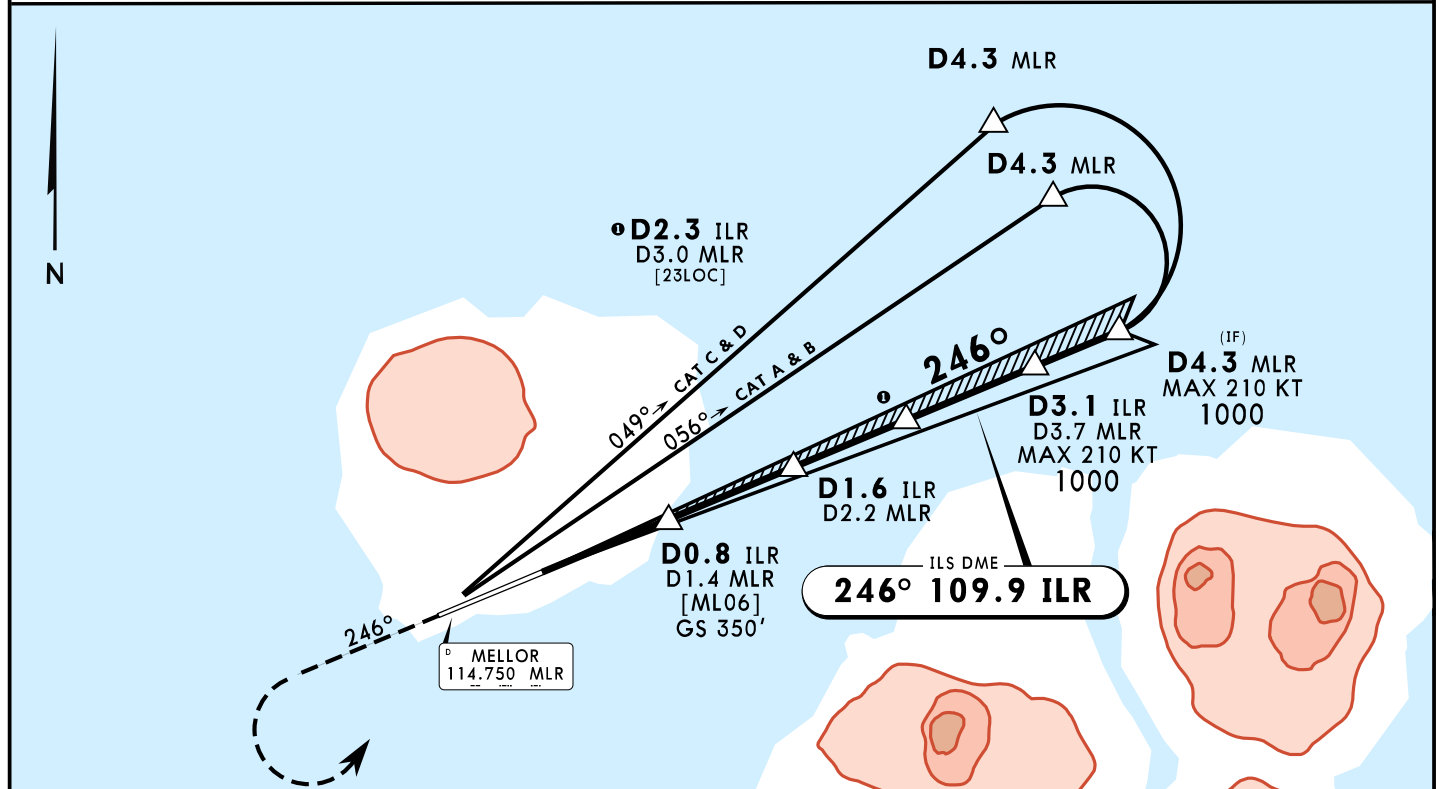 D4.3 MLR
D4.3 MLR
❶ D2.3 ILR
D3.0 MLR
[23LOC]
N
049° → CAT C & D
056° → CAT A & B
246°
❶
(IF)
D4.3 MLR
MAX 210 KT
1000
D3.1 ILR
D3.7 MLR
MAX 210 KT
1000
D1.6 ILR
D2.2 MLR
D0.8 ILR
D1.4 MLR
[ML06]
GS 350'
ILS DME
246° 109.9 ILR
246°
D MELLOR
114.750 MLR